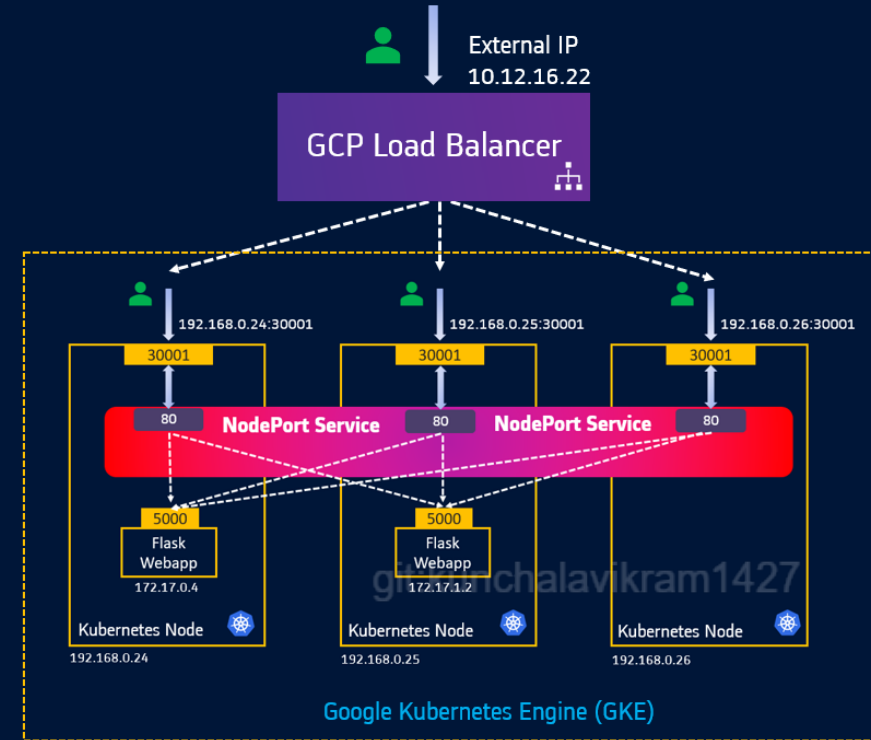 External IP
10.12.16.22
GCP Load Balancer
192.168.0.24:30001
192.168.0.25:30001
192.168.0.26:30001
30001
30001
30001
80
NodePort Service
80
NodePort Service
80
5000
5000
Flask
Webapp
Flask
Webapp
172.17.0.4
172.17.1.2
git:kunchalavikram1427
Kubernetes Node
Kubernetes Node
Kubernetes Node
192.168.0.24
192.168.0.25
192.168.0.26
Google Kubernetes Engine (GKE)